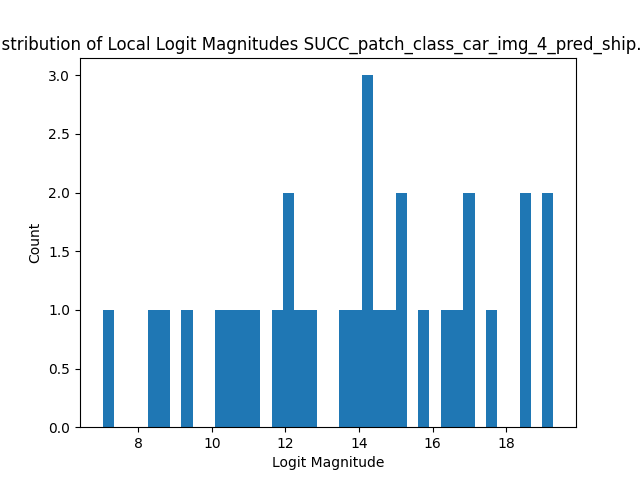 stribution of Local Logit Magnitudes SUCC_patch_class_car_img_4_pred_ship.
3.0
2.5
2.0
1.5
1.0
0.5
0.0
Count
8 10 12 14 16 18
Logit Magnitude